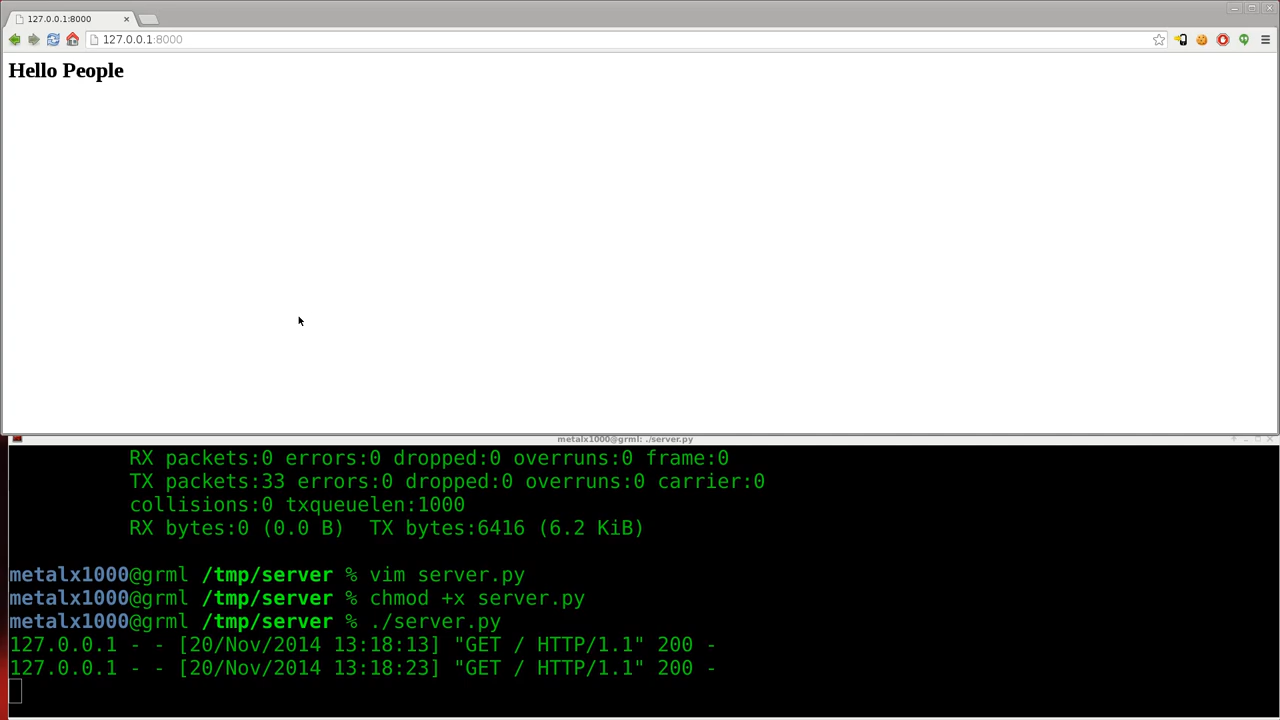 127.0.0.1:8000
127.0.0.1:8000
Hello People
metalx1000@grml: ./server.py
RX packets:0 errors:0 dropped:0 overruns:0 frame:0
TX packets:33 errors:0 dropped:0 overruns:0 carrier:0
collisions:0 txqueuelen:1000
RX bytes:0 (0.0 B)  TX bytes:6416 (6.2 KiB)
metalx1000@grml /tmp/server % vim server.py
metalx1000@grml /tmp/server % chmod +x server.py
metalx1000@grml /tmp/server % ./server.py
127.0.0.1 - - [20/Nov/2014 13:18:13] "GET / HTTP/1.1" 200 -
127.0.0.1 - - [20/Nov/2014 13:18:23] "GET / HTTP/1.1" 200 -